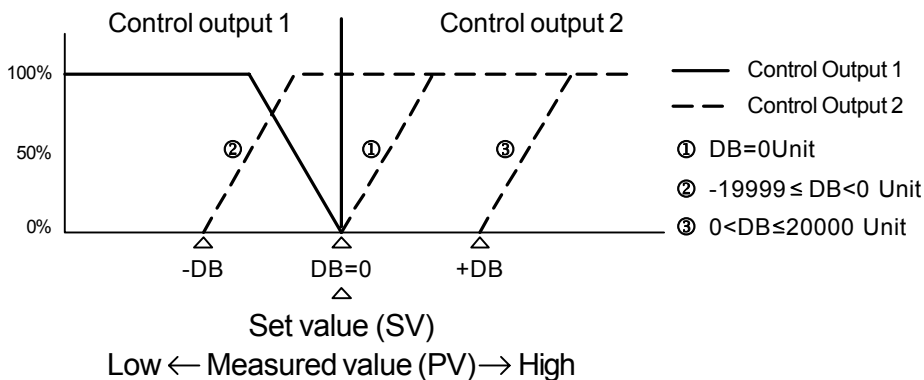 Control output 1
Control output 2
100%
50%
0%
②
①
③
Control Output 1
Control Output 2
① DB=0Unit
② -19999 ≤ DB<0 Unit
③ 0<DB≤20000 Unit
-DB
DB=0
+DB
Set value (SV)
Low ← Measured value (PV) → High